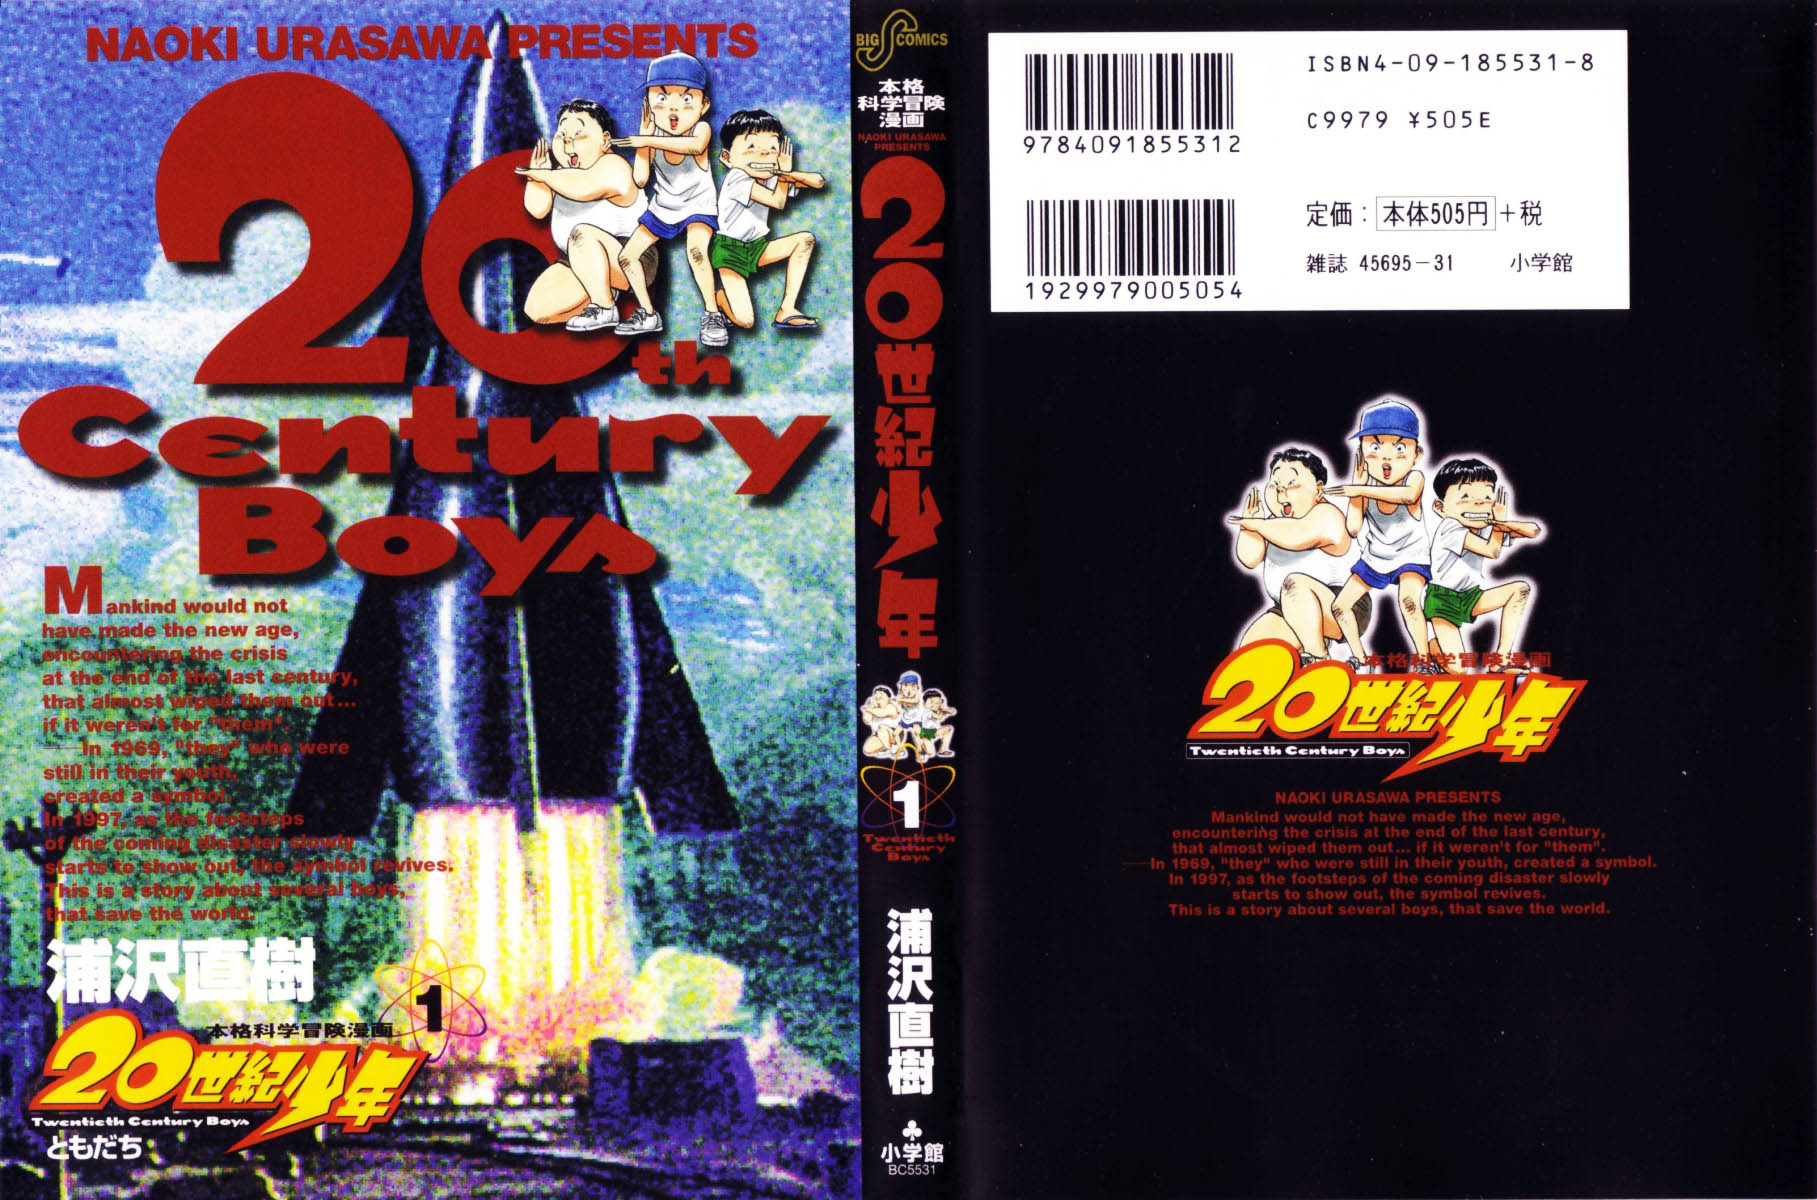 NAOKI URASAWA PRESENTS
20th
Century
Boys
Mankind would not
have made the new age,
encountering the crisis
at the end of the last century,
that almost wiped them out...
if it weren't for "them".
——In 1969, "they" who were
still in their youth,
created a symbol.
In 1997, as the footsteps
of the coming disaster slowly
starts to show out, the symbol revives.
This is a story about several boys,
that save the world.
浦沢直樹
1
本格科学冒険漫画
20世紀少年
Twentieth Century Boys
ともだち
BIG COMICS
本格
科学冒険
漫画
NAOKI URASAWA
PRESENTS
20世紀少年
1
Twentieth
Century
Boys
浦沢直樹
小学館
BC5531
ISBN4-09-185531-8
C9979 ¥505E
9784091855312
定価：本体505円+税
雑誌 45695-31 小学館
1929979005054
本格科学冒険漫画
20世紀少年
Twentieth Century Boys
NAOKI URASAWA PRESENTS
Mankind would not have made the new age,
encountering the crisis at the end of the last century,
that almost wiped them out... if it weren't for "them".
——In 1969, "they" who were still in their youth, created a symbol.
In 1997, as the footsteps of the coming disaster slowly
starts to show out, the symbol revives.
This is a story about several boys, that save the world.